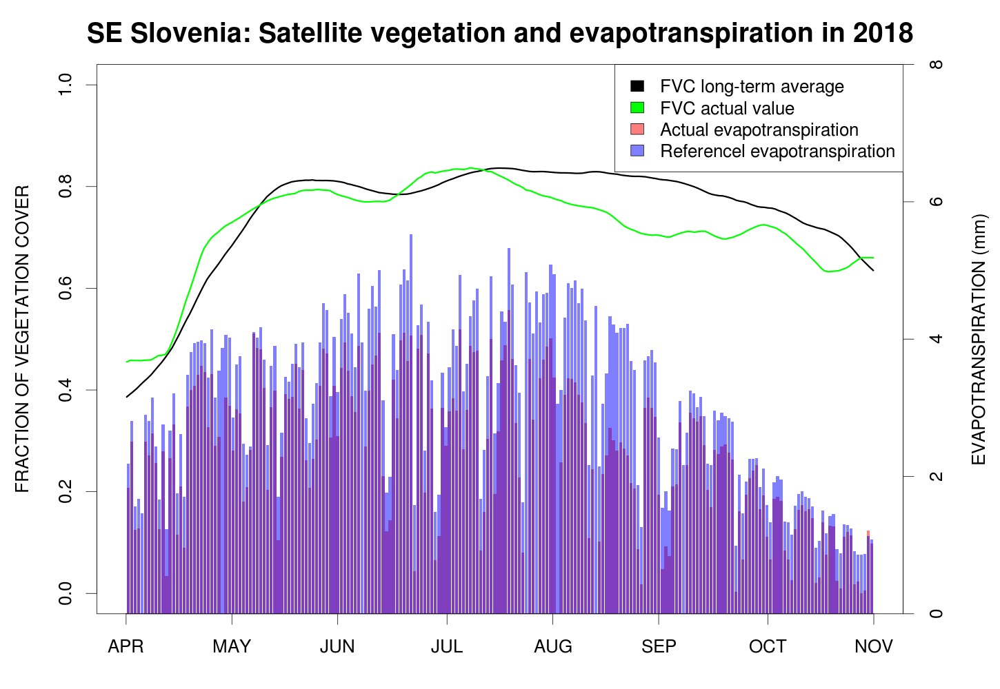 SE Slovenia: Satellite vegetation and evapotranspiration in 2018
FVC long-term average
FVC actual value
Actual evapotranspiration
Referencel evapotranspiration
FRACTION OF VEGETATION COVER
1.0
0.8
0.6
0.4
0.2
0.0
8
6
4
2
0
EVAPOTRANSPIRATION (mm)
APR MAY JUN JUL AUG SEP OCT NOV